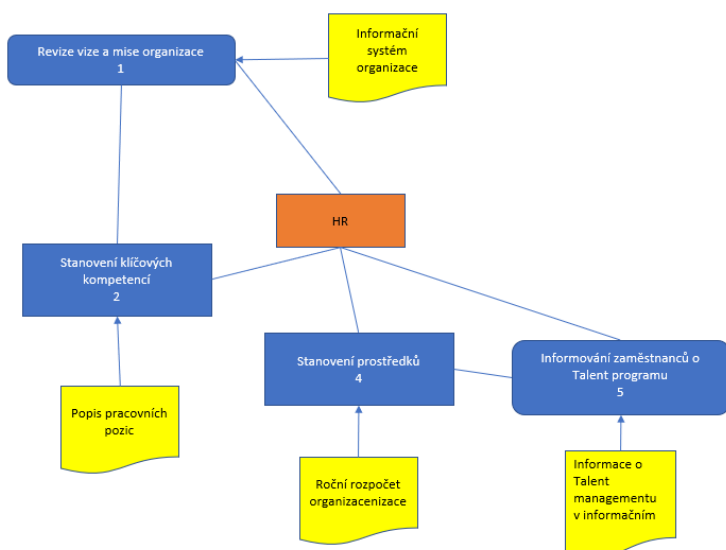 Revize vize a mise organizace
1
Informační
systém
organizace
HR
Stanovení klíčových
kompetencí
2
Stanovení prostředků
4
Informování zaměstnanců o
Talent programu
5
Popis pracovních
pozic
Roční rozpočet
organizacenizace
Informace o
Talent
managementu
v informačním